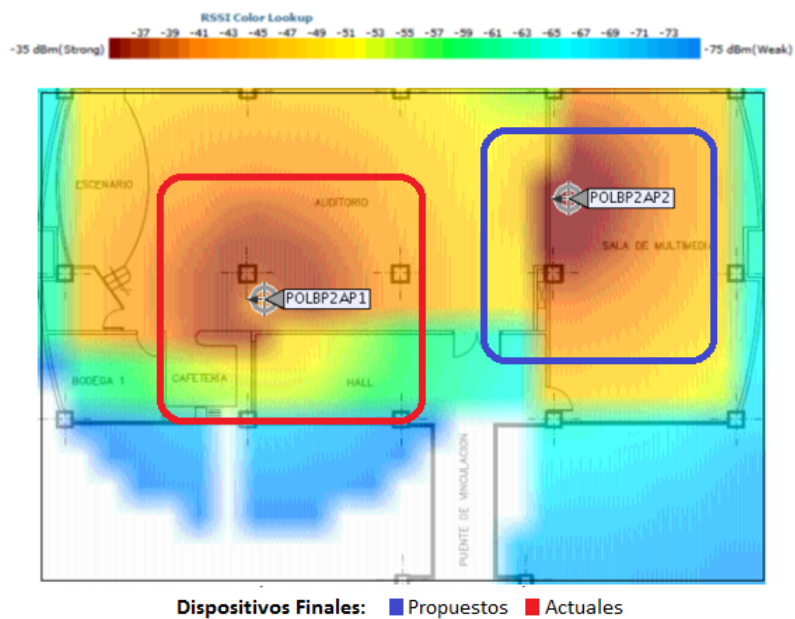 RSSI Color Lookup
-37 -39 -41 -43 -45 -47 -49 -51 -53 -55 -57 -59 -61 -63 -65 -67 -69 -71 -73
-35 dBm(Strong) -75 dBm(Weak)
ESCENARIO
AUDITORIO
POLBP2AP2
SALA DE MULTIMEDIA
POLBP2AP1
BODEGA 1
CAFETERIA
HALL
PUENTE DE VINCULACION
Dispositivos Finales: Propuestos Actuales